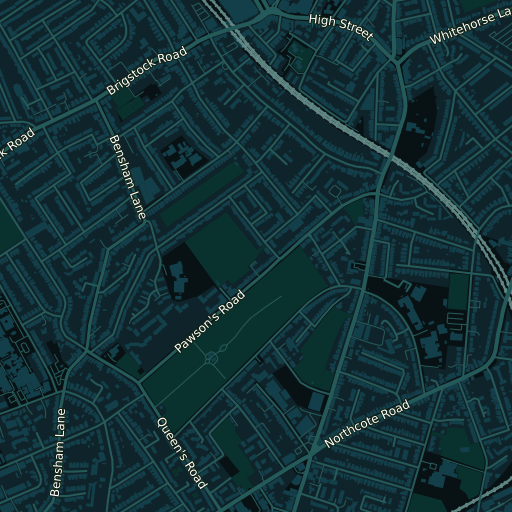 High Street
Whitehorse La
Brigstock Road
k Road
Bensham Lane
Pawson's Road
Northcote Road
Queen's Road
Bensham Lane